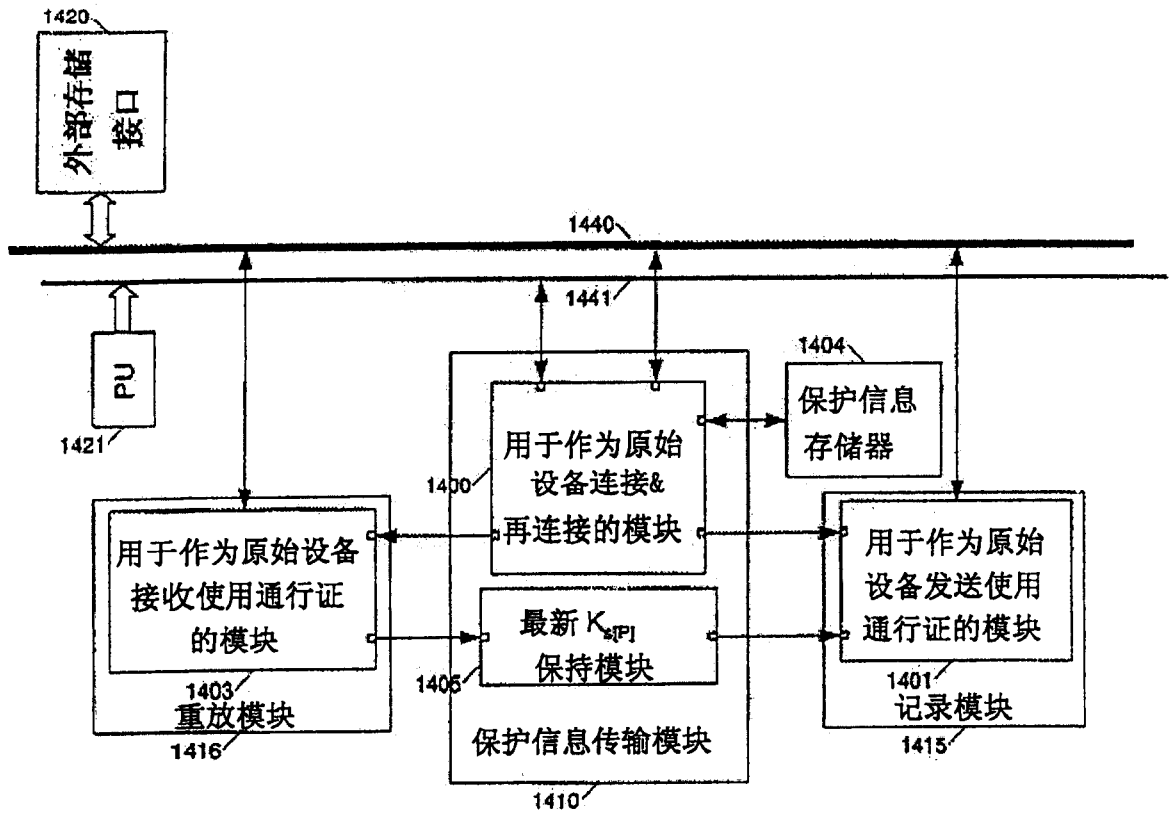 1420
外部存储
接口
1440
1441
PU
1421
1404
保护信息
存储器
1400
用于作为原始
设备连接&
再连接的模块
用于作为原始设备
接收使用通行证
的模块
1403
重放模块
1416
最新 Ks[P]
保持模块
1405
保护信息传输模块
1410
用于作为原始
设备发送使用
通行证的模块
1401
记录模块
1415